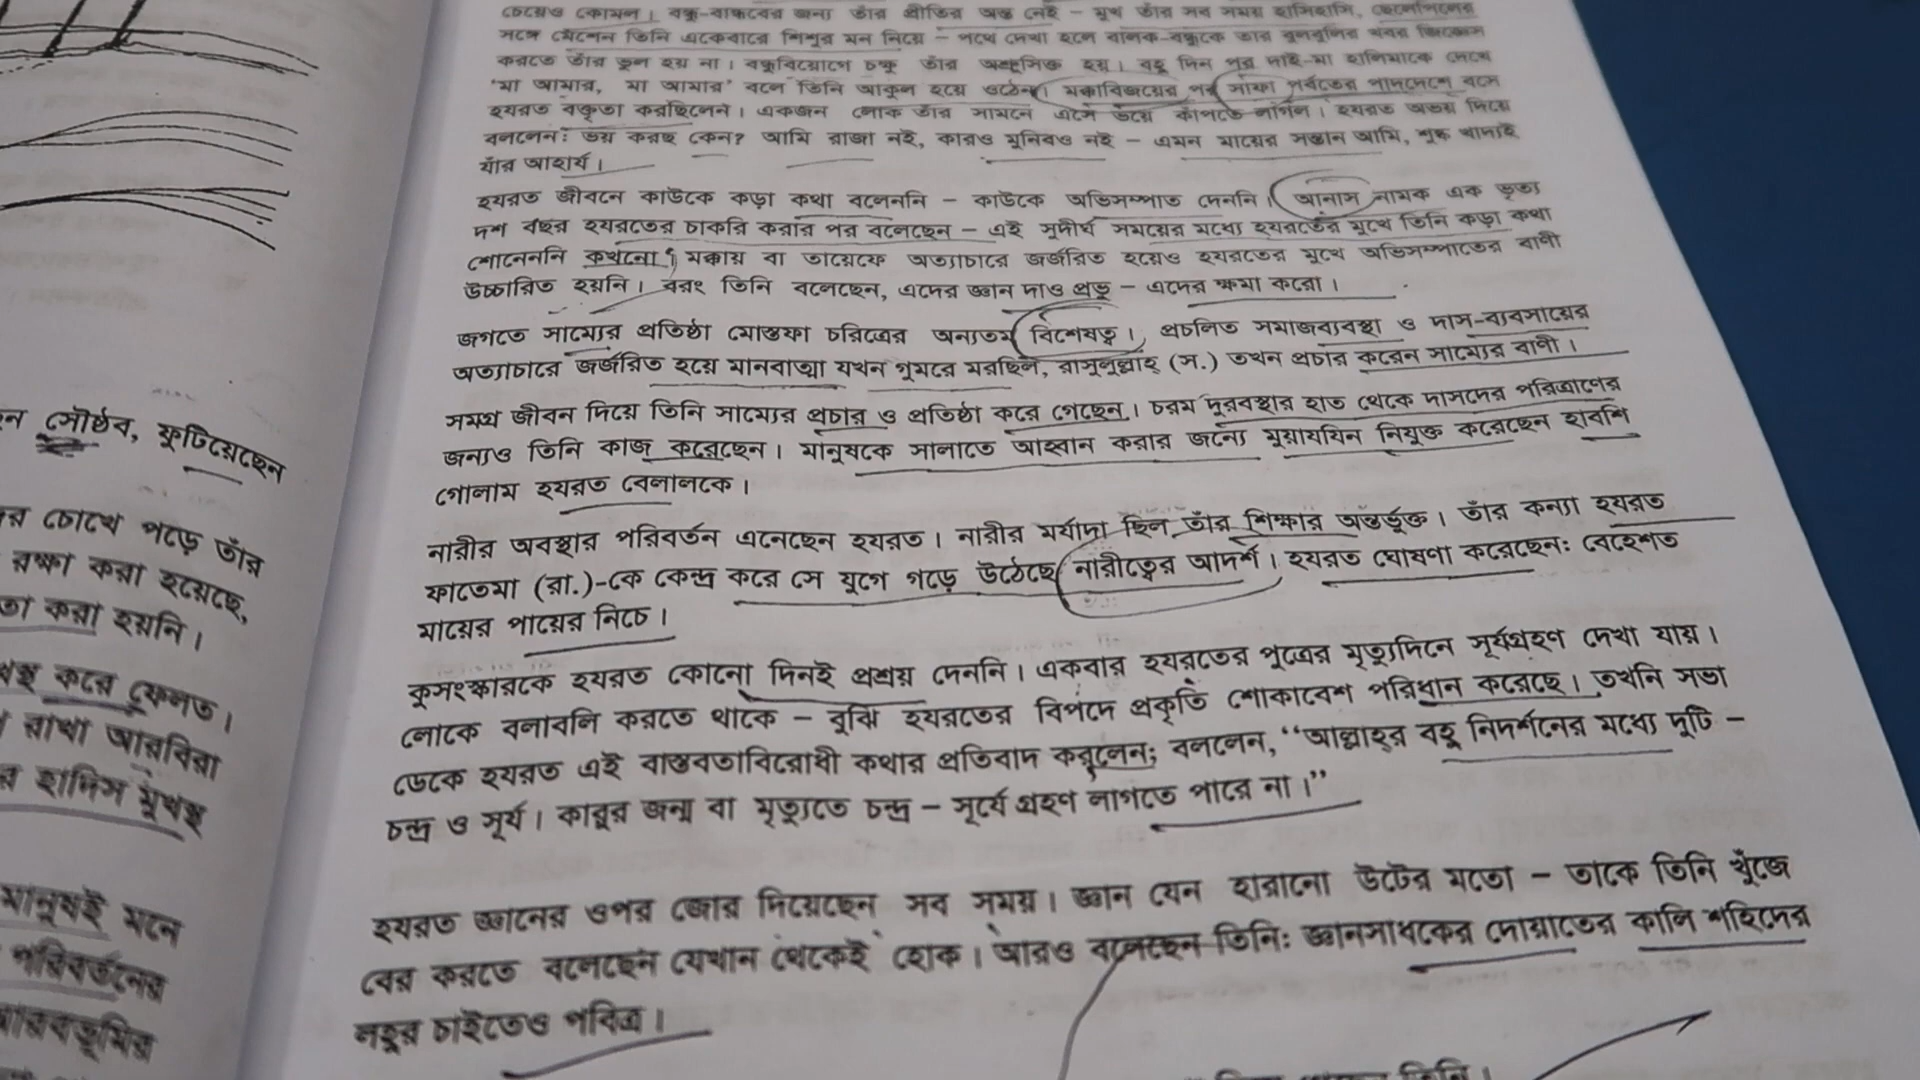 ন সৌষ্ঠব, ফুটিয়েছেন
র চোখে পড়ে তাঁর
রক্ষা করা হয়েছে,
তা করা হয়নি।
করে ফেলত।
রাখা আরবিরা
র হাদিস মুখস্থ
মানুষই মনে
পরিবর্তনের
চেয়েও কোমল। বন্ধু-বান্ধবের জন্য তাঁর প্রীতির অন্ত নেই – মুখ তাঁর সব সময় হাসিহাসি, ছেলেপিলের
সঙ্গে মেশেন তিনি একেবারে শিশুর মন নিয়ে – পথে দেখা হলে বালক-বন্ধুকে তার বুলবুলির খবর জিজ্ঞেস
করতে তাঁর ভুল হয় না। বন্ধুবিয়োগে চক্ষু তাঁর অশ্রুসিক্ত হয়। বহু দিন পর দাই-মা হালিমাকে দেখে
'মা আমার, মা আমার' বলে তিনি আকুল হয়ে ওঠেন। মক্কাবিজয়ের পর সাফা পর্বতের পাদদেশে বসে
হযরত বক্তৃতা করছিলেন। একজন লোক তাঁর সামনে এসে ভয়ে কাঁপতে লাগল। হযরত অভয় দিয়ে
বললেন: ভয় করছ কেন? আমি রাজা নই, কারও মুনিবও নই – এমন মায়ের সন্তান আমি, শুষ্ক খাদ্যই
যাঁর আহার্য।
হযরত জীবনে কাউকে কড়া কথা বলেননি – কাউকে অভিসম্পাত দেননি। আনাস নামক এক ভৃত্য
দশ বছর হযরতের চাকরি করার পর বলেছেন – এই সুদীর্ঘ সময়ের মধ্যে হযরতের মুখে তিনি কড়া কথা
শোনেননি কখনো। মক্কায় বা তায়েফে অত্যাচারে জর্জরিত হয়েও হযরতের মুখে অভিসম্পাতের বাণী
উচ্চারিত হয়নি। বরং তিনি বলেছেন, এদের জ্ঞান দাও প্রভু – এদের ক্ষমা করো।
জগতে সাম্যের প্রতিষ্ঠা মোস্তফা চরিত্রের অন্যতম বিশেষত্ব। প্রচলিত সমাজব্যবস্থা ও দাস-ব্যবসায়ের
অত্যাচারে জর্জরিত হয়ে মানবাত্মা যখন গুমরে মরছিল, রাসুলুল্লাহ্ (স.) তখন প্রচার করেন সাম্যের বাণী।
সমগ্র জীবন দিয়ে তিনি সাম্যের প্রচার ও প্রতিষ্ঠা করে গেছেন। চরম দুরবস্থার হাত থেকে দাসদের পরিত্রাণের
জন্যও তিনি কাজ করেছেন। মানুষকে সালাতে আহ্বান করার জন্যে মুয়াযযিন নিযুক্ত করেছেন হাবশি
গোলাম হযরত বেলালকে।
নারীর অবস্থার পরিবর্তন এনেছেন হযরত। নারীর মর্যাদা ছিল তাঁর শিক্ষার অন্তর্ভুক্ত। তাঁর কন্যা হযরত
ফাতেমা (রা.)-কে কেন্দ্র করে সে যুগে গড়ে উঠেছে নারীত্বের আদর্শ। হযরত ঘোষণা করেছেন: বেহেশত
মায়ের পায়ের নিচে।
কুসংস্কারকে হযরত কোনো দিনই প্রশ্রয় দেননি। একবার হযরতের পুত্রের মৃত্যুদিনে সূর্যগ্রহণ দেখা যায়।
লোকে বলাবলি করতে থাকে – বুঝি হযরতের বিপদে প্রকৃতি শোকাবেশ পরিধান করেছে। তখনি সভা
ডেকে হযরত এই বাস্তবতাবিরোধী কথার প্রতিবাদ করলেন; বললেন, “আল্লাহ্‌র বহু নিদর্শনের মধ্যে দুটি –
চন্দ্র ও সূর্য। কারুর জন্ম বা মৃত্যুতে চন্দ্র – সূর্যে গ্রহণ লাগতে পারে না।”
হযরত জ্ঞানের ওপর জোর দিয়েছেন সব সময়। জ্ঞান যেন হারানো উটের মতো – তাকে তিনি খুঁজে
বের করতে বলেছেন যেখান থেকেই হোক। আরও বলেছেন তিনি: জ্ঞানসাধকের দোয়াতের কালি শহিদের
লহুর চাইতেও পবিত্র।
তিনি।